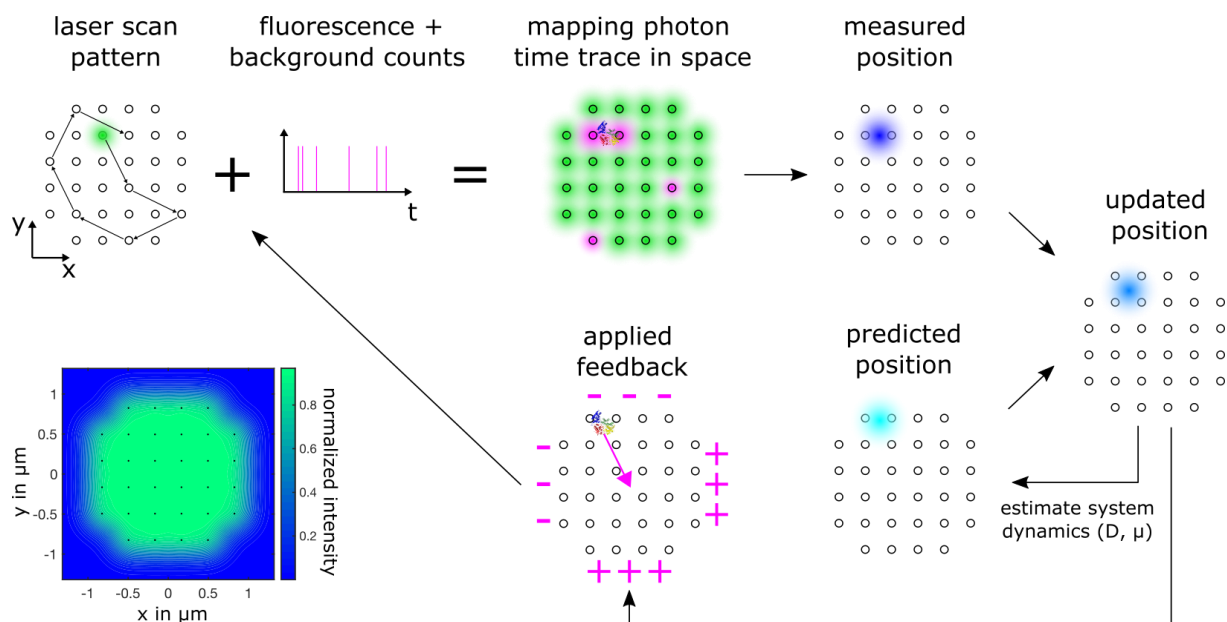 laser scan
pattern
fluorescence +
background counts
mapping photon
time trace in space
measured
position
+
=
t
y
x
updated
position
applied
feedback
predicted
position
- - -
-
-
-
+
+
+
+++
estimate system
dynamics (D, μ)
y in μm
1
0.5
0
-0.5
-1
-1 -0.5 0 0.5 1
x in μm
0.8
0.6
0.4
0.2
normalized intensity